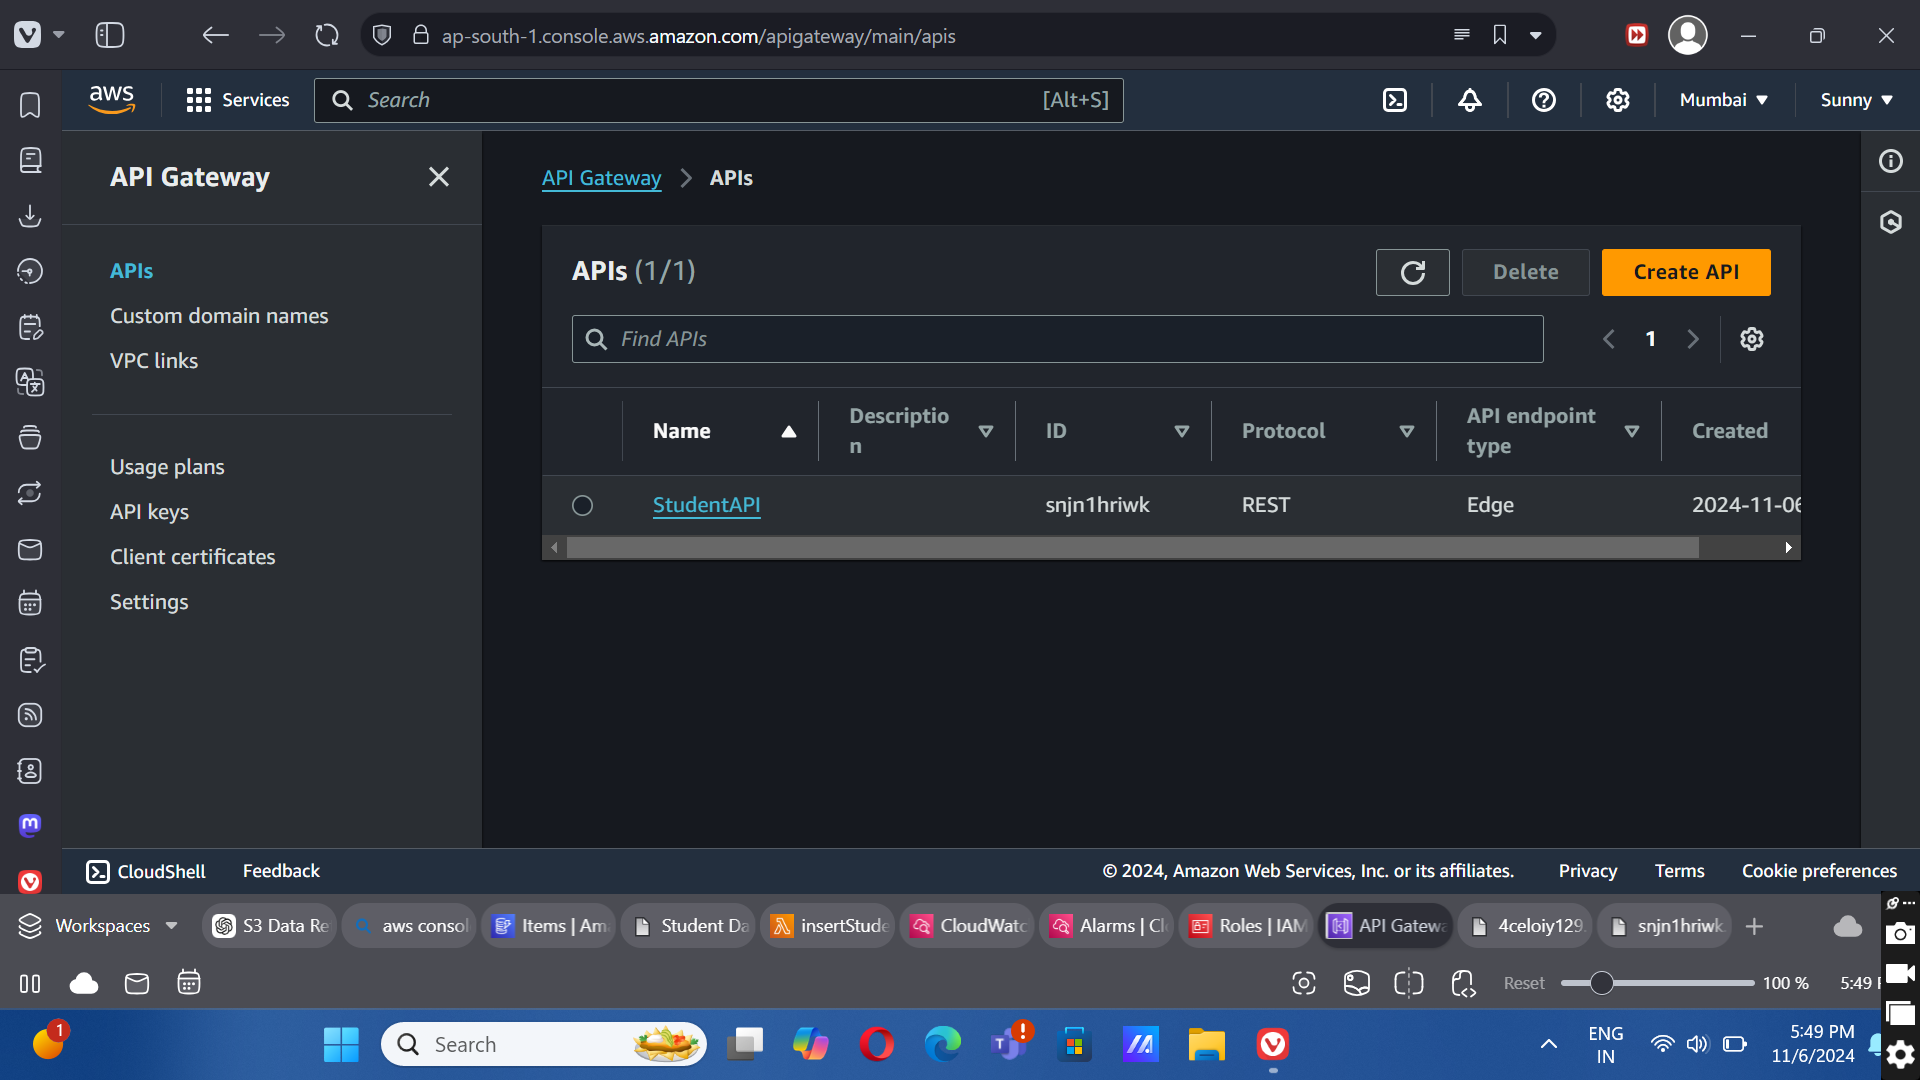 ap-south-1.console.aws.amazon.com/apigateway/main/apis
aws
Services
Search
[Alt+S]
Mumbai
Sunny
API Gateway
APIs
Custom domain names
VPC links
Usage plans
API keys
Client certificates
Settings
API Gateway
APIs
APIs (1/1)
Delete
Create API
Find APIs
1
Name
Descriptio
n
ID
Protocol
API endpoint
type
Created
StudentAPI
snjn1hriwk
REST
Edge
2024-11-06
CloudShell
Feedback
© 2024, Amazon Web Services, Inc. or its affiliates.
Privacy
Terms
Cookie preferences
Workspaces
S3 Data Re
aws consol
Items | Am
Student Da
insertStude
CloudWatc
Alarms | Cl
Roles | IAM
API Gatewa
4celoiy129.
snjn1hriwk.
Reset
100 %
5:49
1
Search
ENG
IN
5:49 PM
11/6/2024